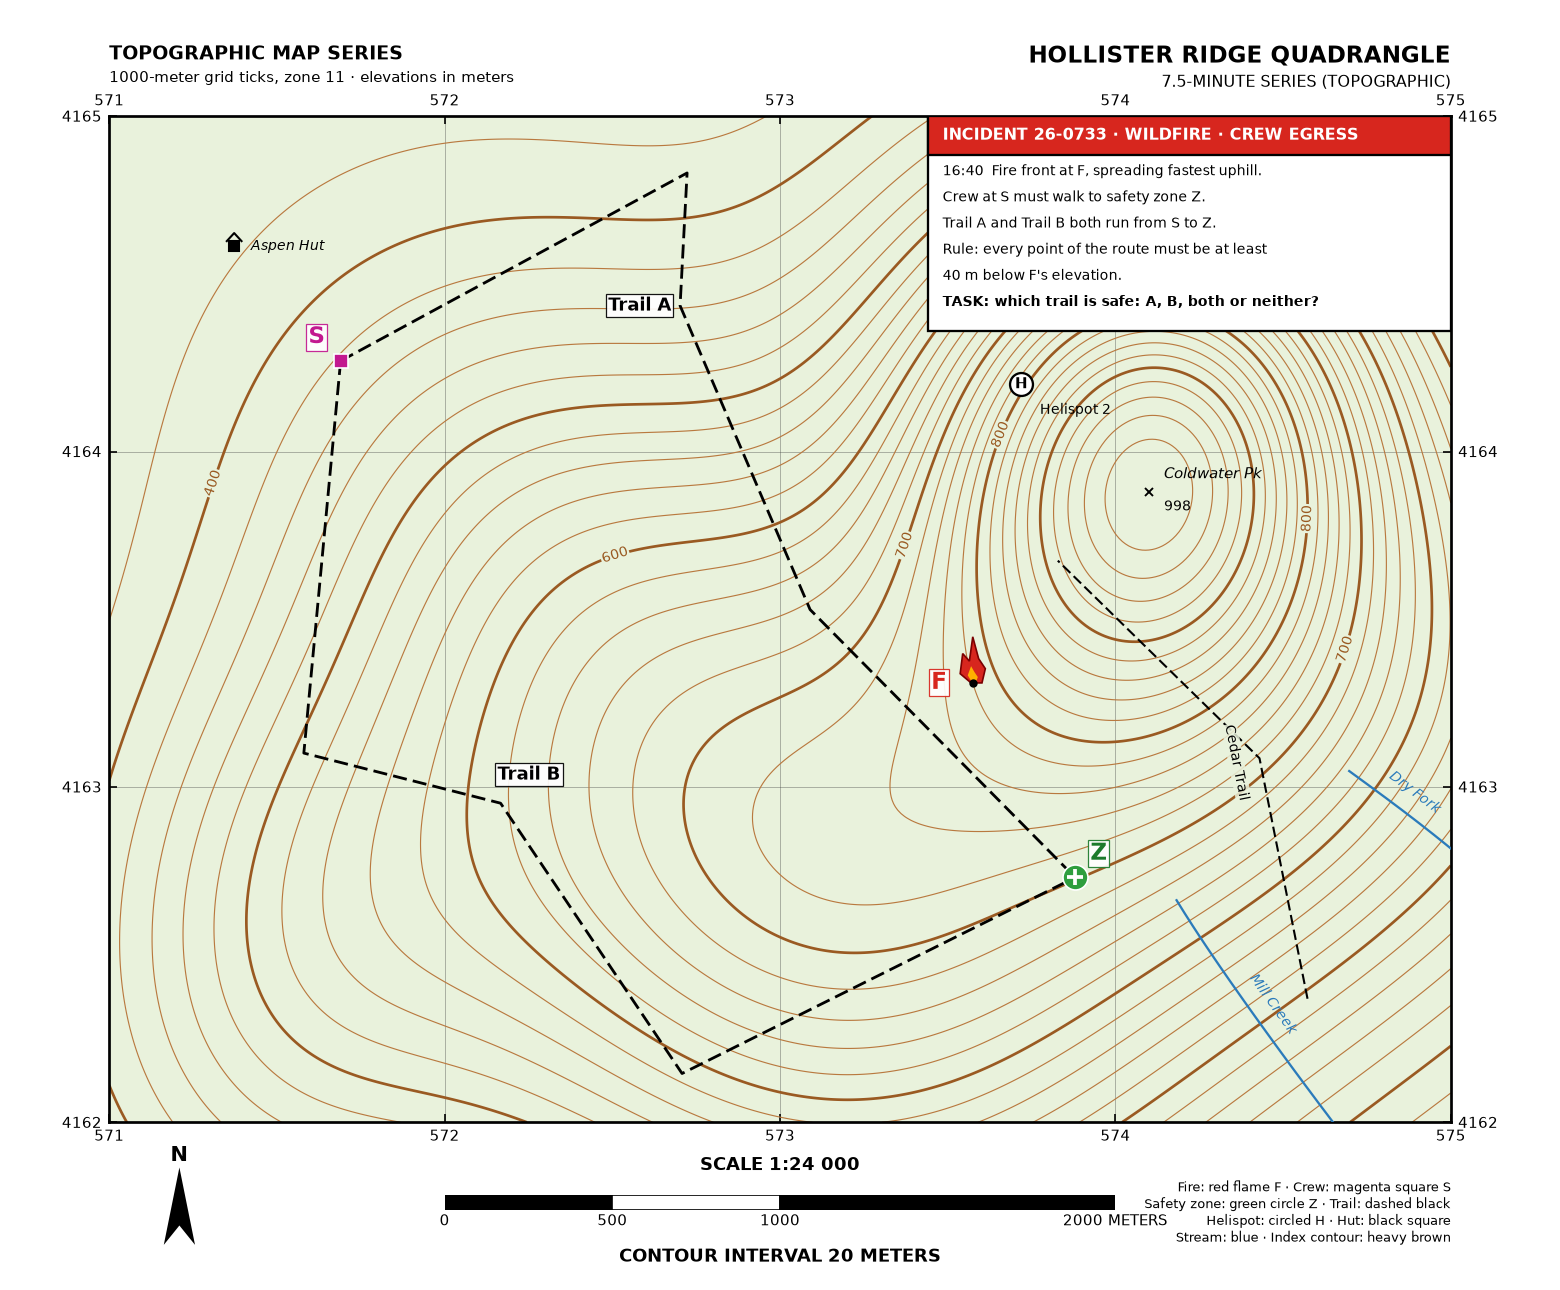 TOPOGRAPHIC MAP SERIES
1000-meter grid ticks, zone 11 · elevations in meters
HOLLISTER RIDGE QUADRANGLE
7.5-MINUTE SERIES (TOPOGRAPHIC)
571 572 573 574 575
4165 4165
INCIDENT 26-0733 · WILDFIRE · CREW EGRESS
16:40 Fire front at F, spreading fastest uphill.
Crew at S must walk to safety zone Z.
Trail A and Trail B both run from S to Z.
Rule: every point of the route must be at least
40 m below F's elevation.
TASK: which trail is safe: A, B, both or neither?
Aspen Hut
Trail A
S
H
Helispot 2
800
4164 4164
Coldwater Pk
998
400
800
700
600
700
F
Cedar Trail
Trail B
4163 4163
Dry Fork
Z
Mill Creek
4162 4162
571 572 573 574 575
N
SCALE 1:24 000
0 500 1000 2000 METERS
CONTOUR INTERVAL 20 METERS
Fire: red flame F · Crew: magenta square S
Safety zone: green circle Z · Trail: dashed black
Helispot: circled H · Hut: black square
Stream: blue · Index contour: heavy brown